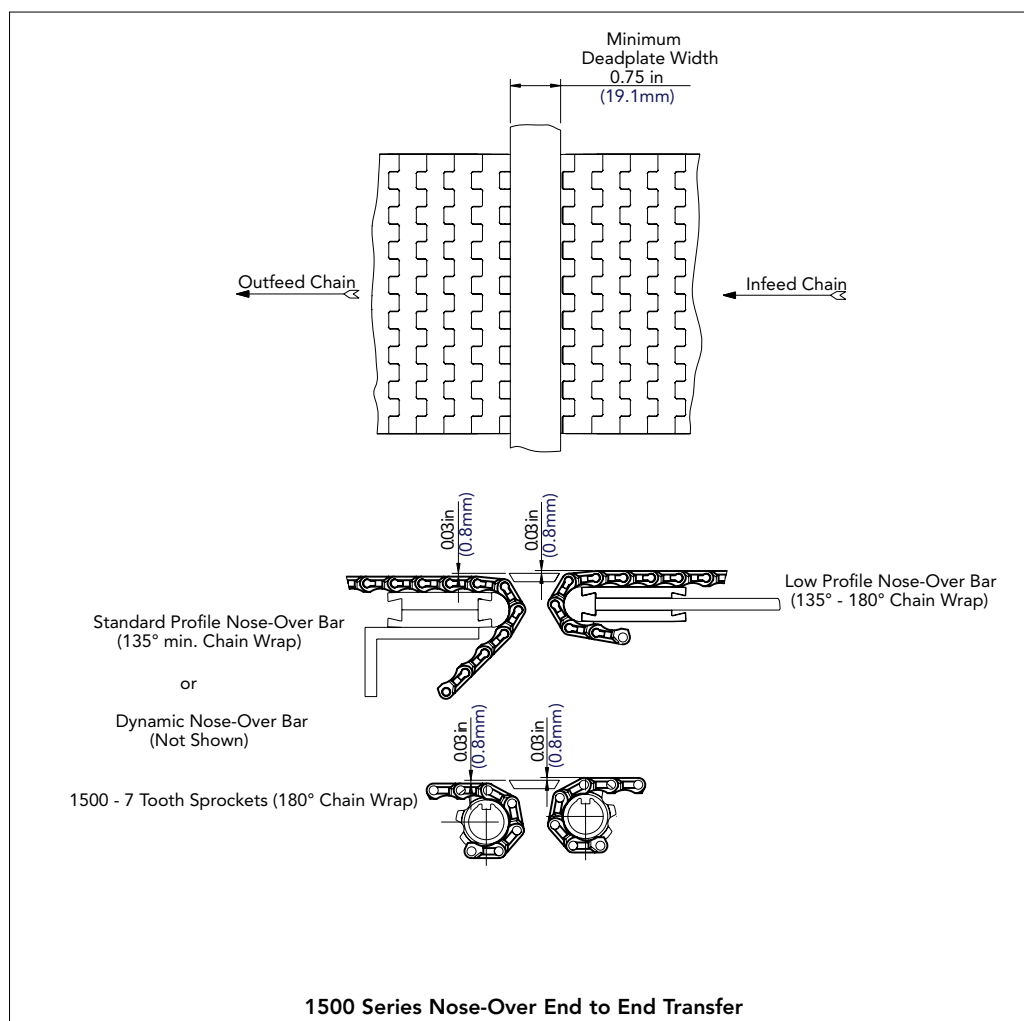 Minimum
Deadplate Width
0.75 in
(19.1mm)
Outfeed Chain
Infeed Chain
0.03in
(0.8mm)
0.03in
(0.8mm)
Standard Profile Nose-Over Bar
(135° min. Chain Wrap)
or
Dynamic Nose-Over Bar
(Not Shown)
Low Profile Nose-Over Bar
(135° - 180° Chain Wrap)
0.03in
(0.8mm)
0.03in
(0.8mm)
1500 - 7 Tooth Sprockets (180° Chain Wrap)
1500 Series Nose-Over End to End Transfer